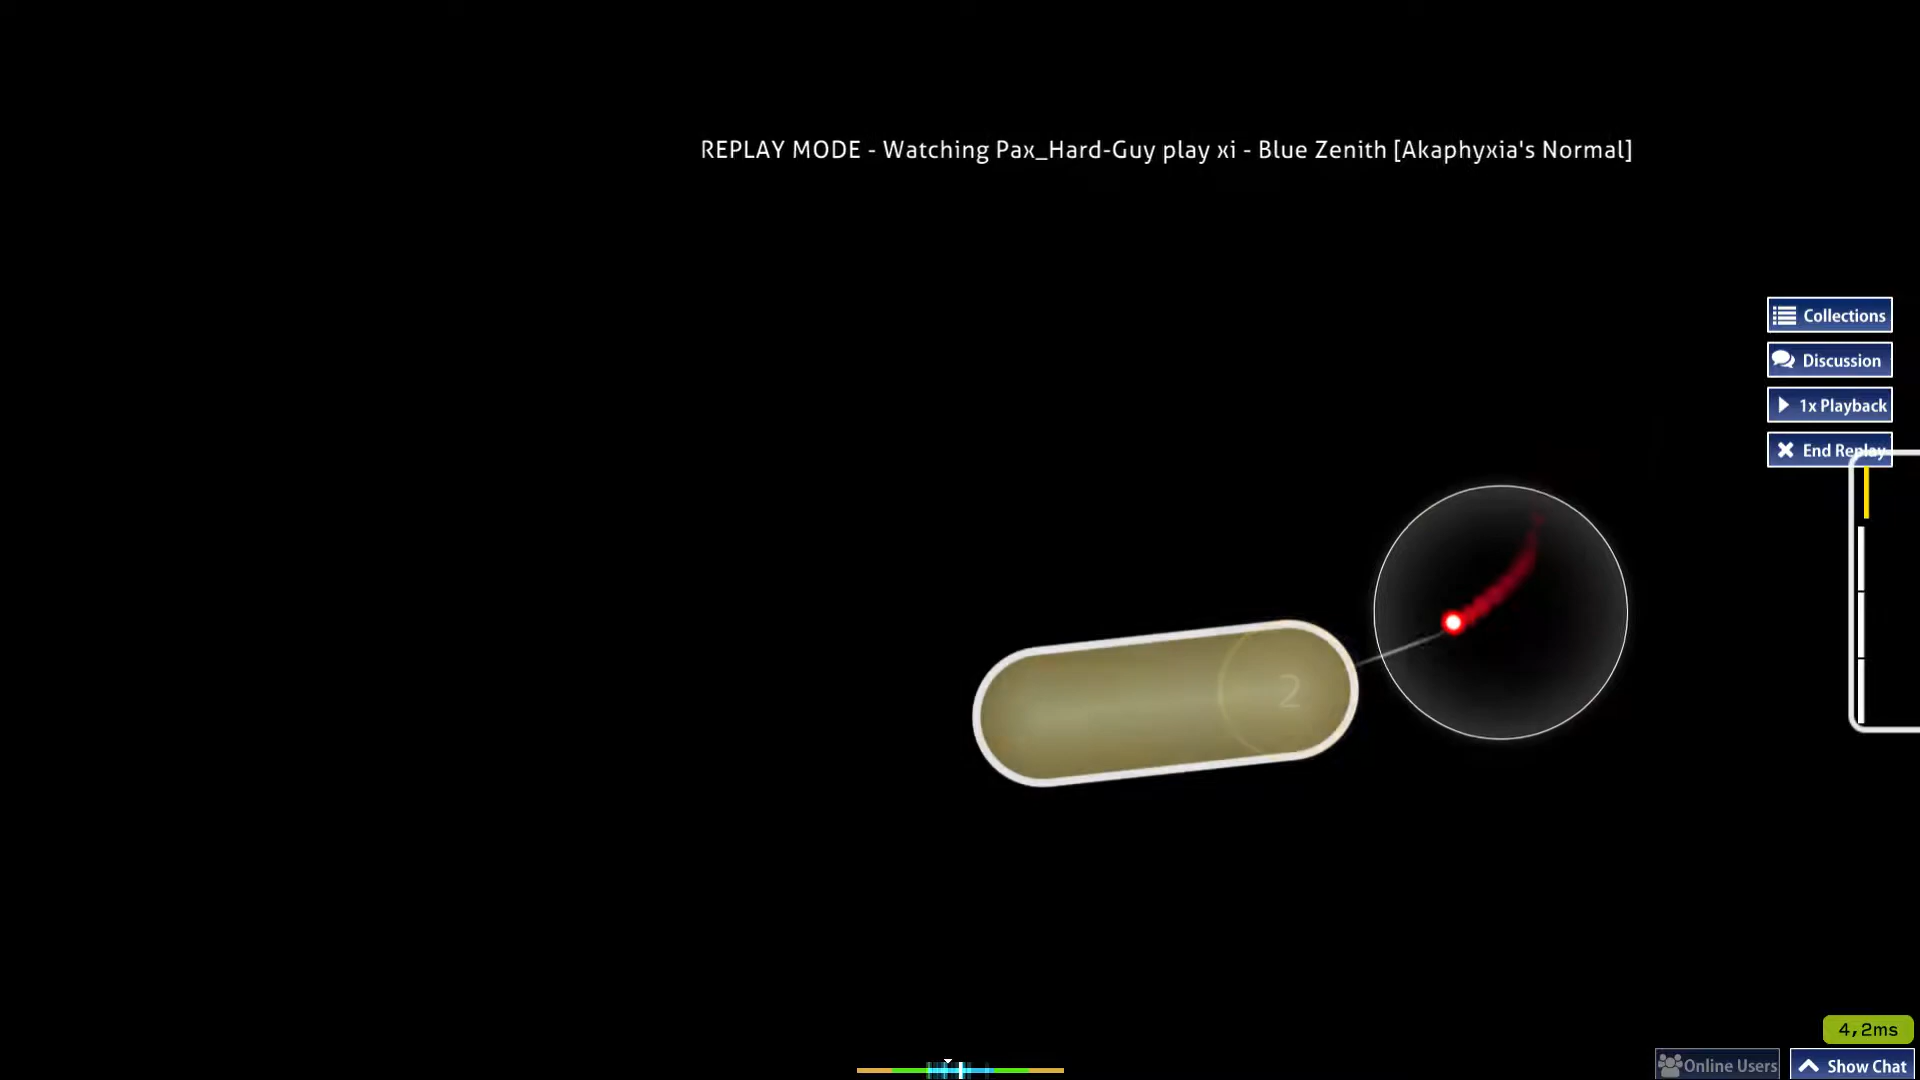 REPLAY MODE - Watching Pax_Hard-Guy play xi - Blue Zenith [Akaphyxia's Normal]
Collections
Discussion
1x Playback
End Replay
2
4,2ms
Online Users
Show Chat